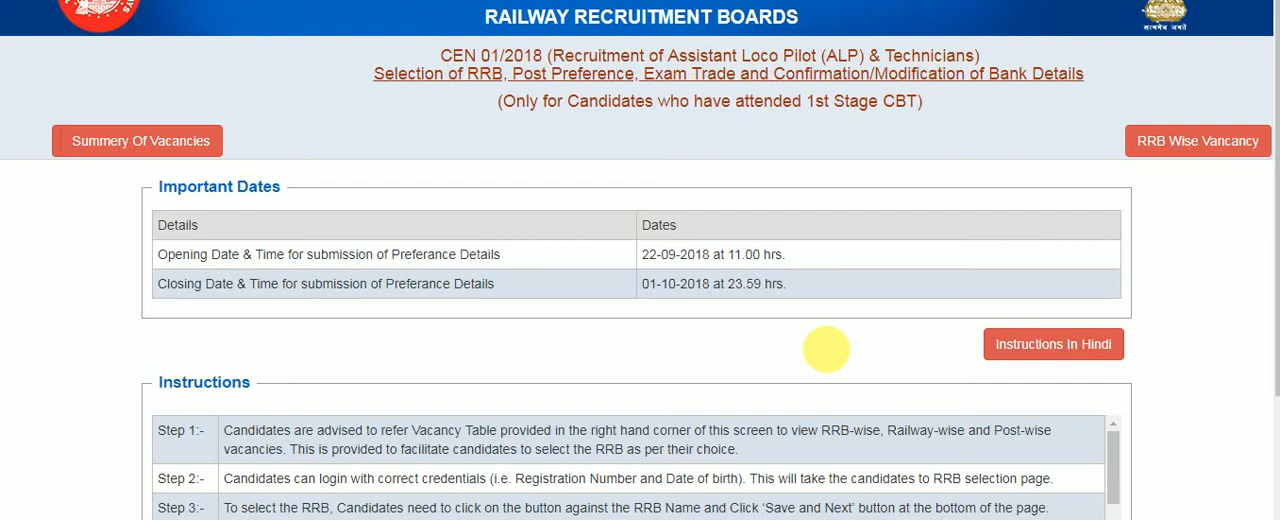 RAILWAY RECRUITMENT BOARDS
सत्यमेव जयते
CEN 01/2018 (Recruitment of Assistant Loco Pilot (ALP) & Technicians)
Selection of RRB, Post Preference, Exam Trade and Confirmation/Modification of Bank Details
(Only for Candidates who have attended 1st Stage CBT)
Summery Of Vacancies
RRB Wise Vancancy
Important Dates
Details Dates
Opening Date & Time for submission of Preferance Details 22-09-2018 at 11.00 hrs.
Closing Date & Time for submission of Preferance Details 01-10-2018 at 23.59 hrs.
Instructions In Hindi
Instructions
Step 1:- Candidates are advised to refer Vacancy Table provided in the right hand corner of this screen to view RRB-wise, Railway-wise and Post-wise
vacancies. This is provided to facilitate candidates to select the RRB as per their choice.
Step 2:- Candidates can login with correct credentials (i.e. Registration Number and Date of birth). This will take the candidates to RRB selection page.
Step 3:- To select the RRB, Candidates need to click on the button against the RRB Name and Click ‘Save and Next’ button at the bottom of the page.